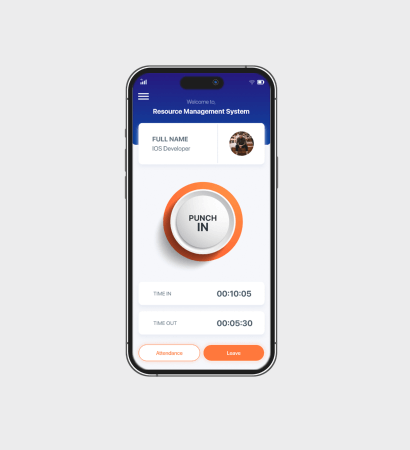 Welcome to,
Resource Management System
FULL NAME
IOS Developer
PUNCH
IN
TIME IN 00:10:05
TIME OUT 00:05:30
Attendance Leave